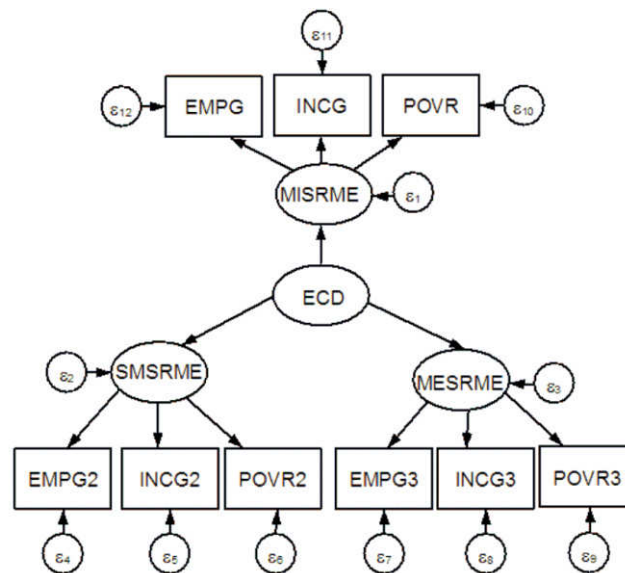 ε11
ε12 EMPG INCG POVR ε10
MISRME ε1
ECD
ε2 SMSRME MESRME ε3
EMPG2 INCG2 POVR2 EMPG3 INCG3 POVR3
ε4 ε5 ε6 ε7 ε8 ε9